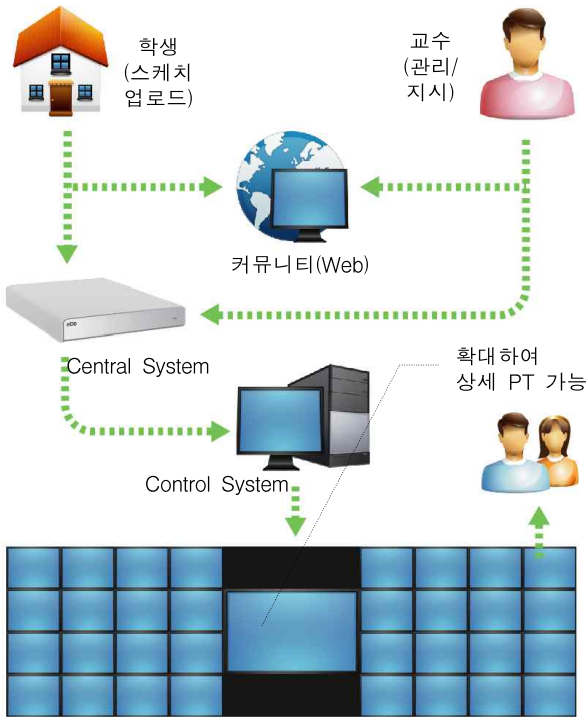 학생
(스케치
업로드)
교수
(관리/
지시)
커뮤니티(Web)
Central System
확대하여
상세 PT 가능
Control System